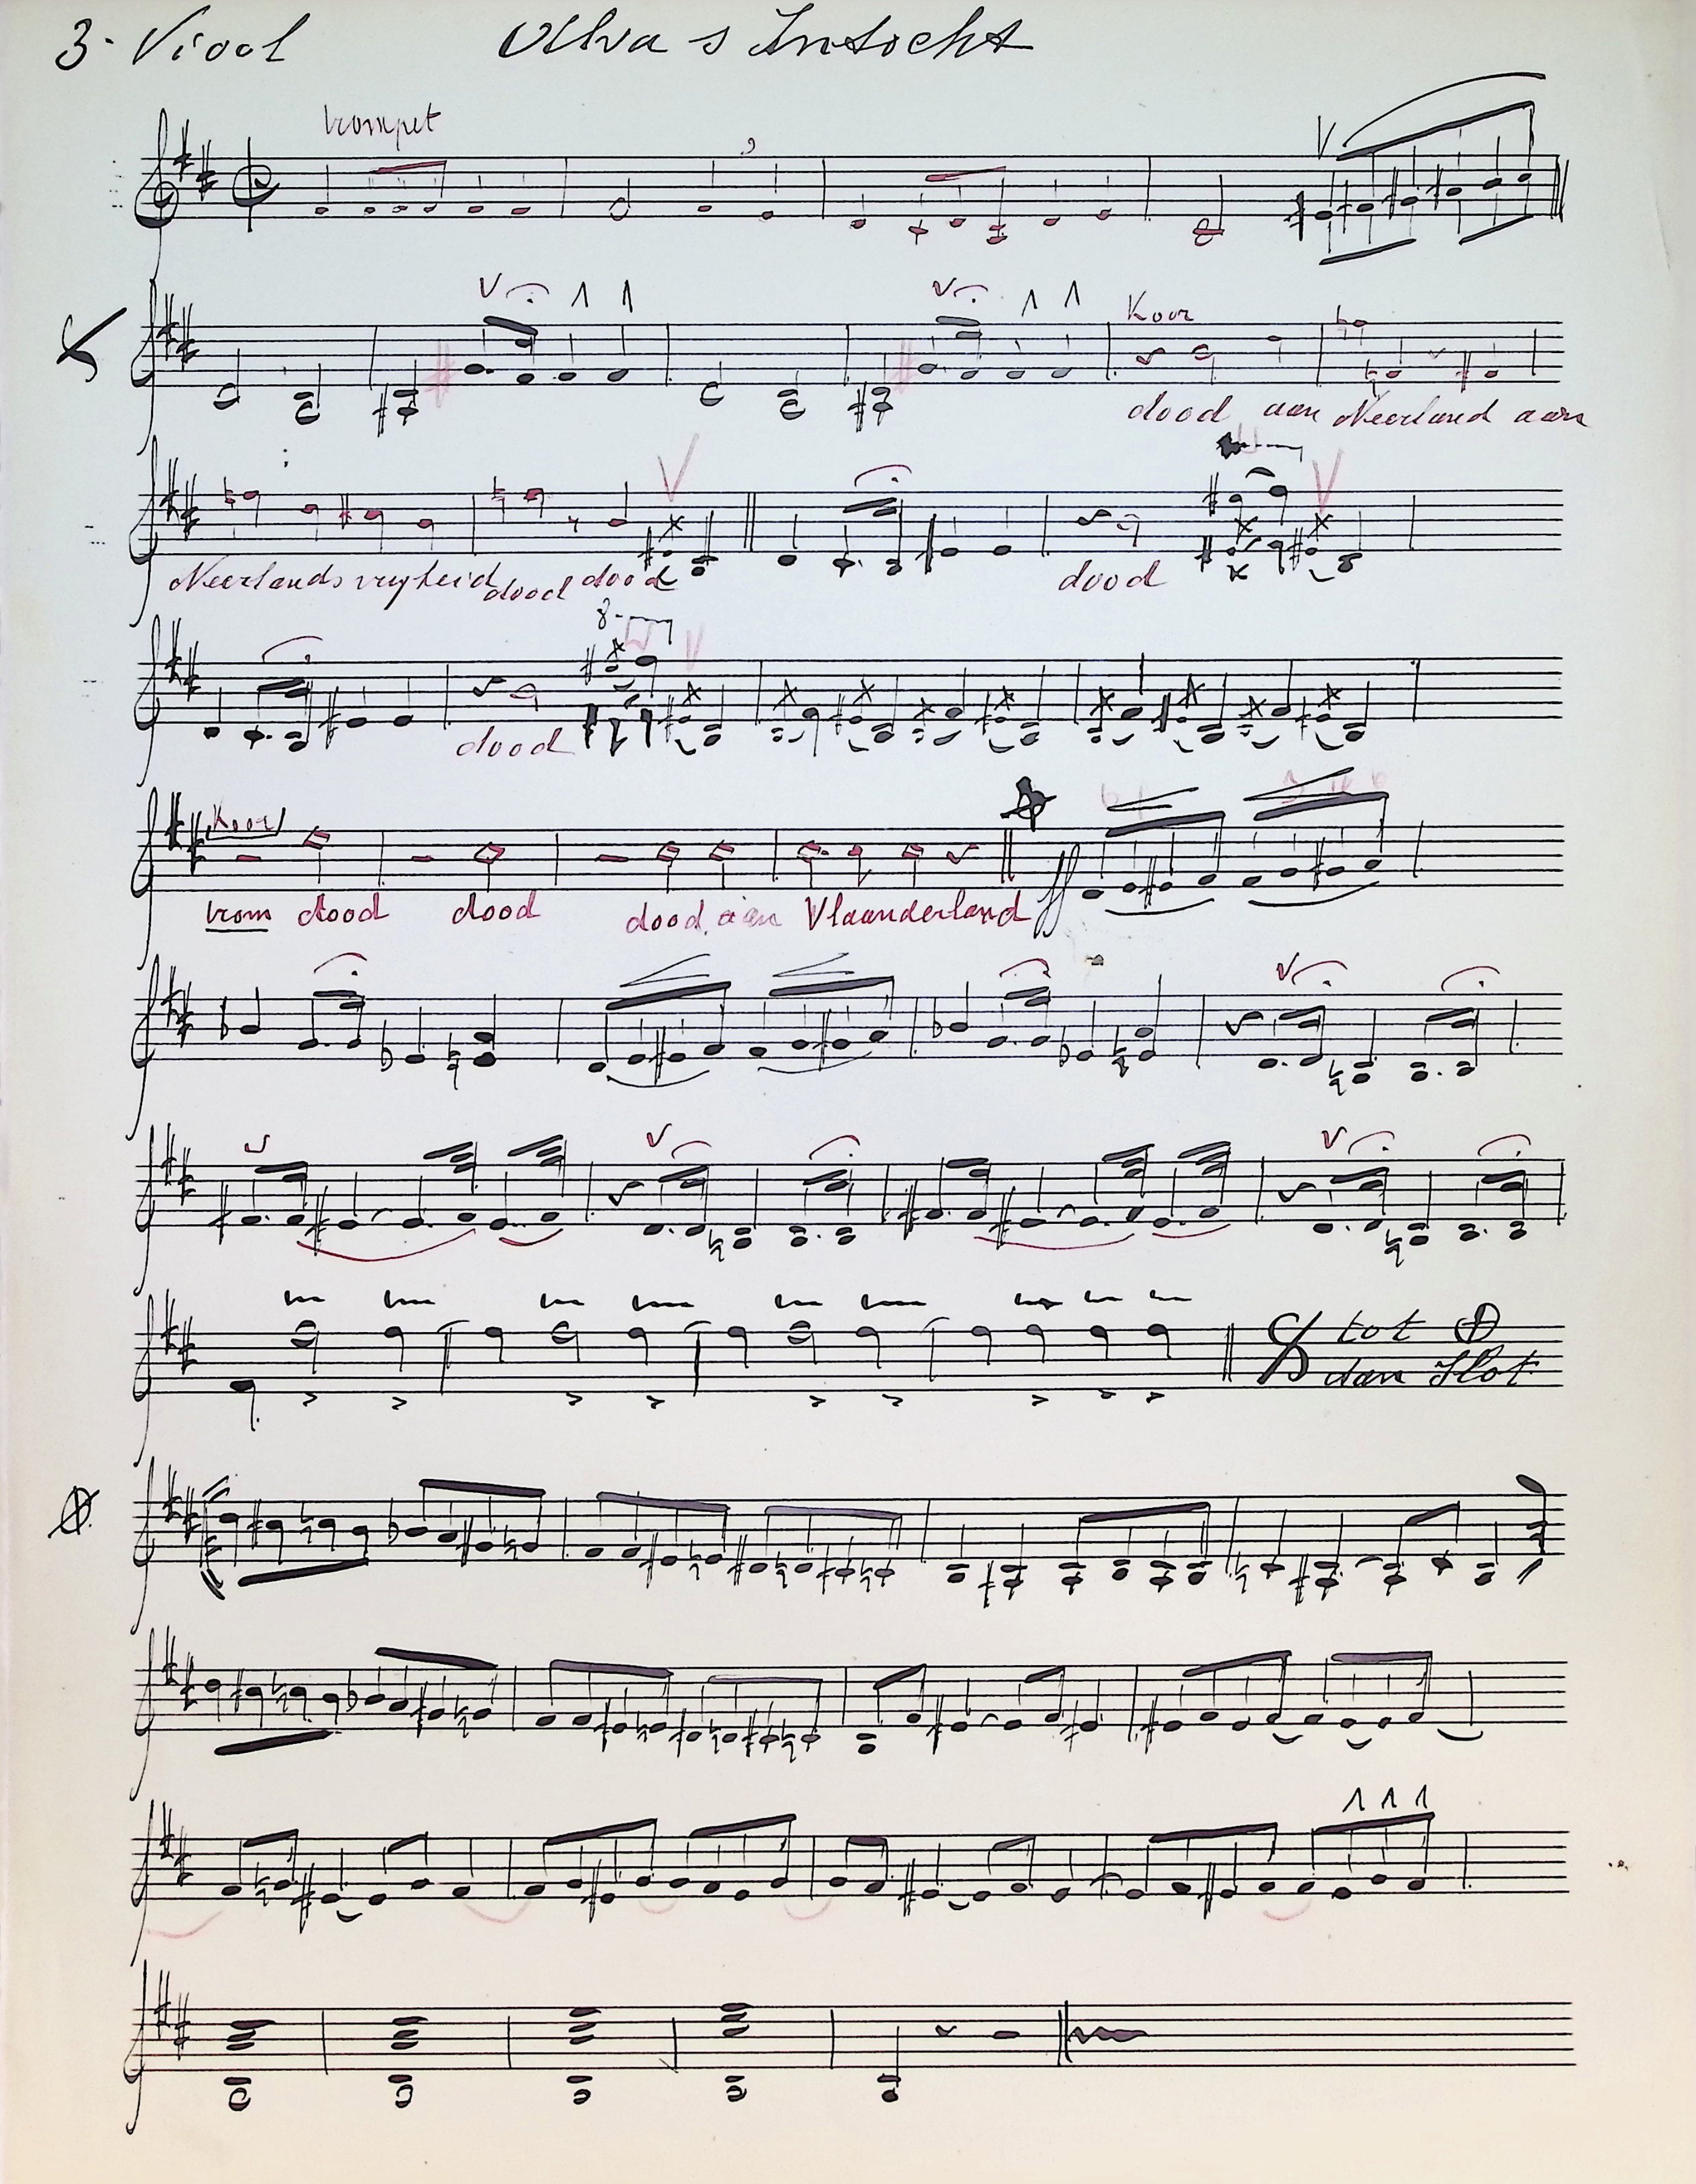 3. Viool Alva s Intocht
trompet
Koor
dood aan Neerland aan
Neerlands vryheid dood dood dood
8
dood
Koor
trom dood dood dood aan Vlaanderland ff
tot
dan Slot